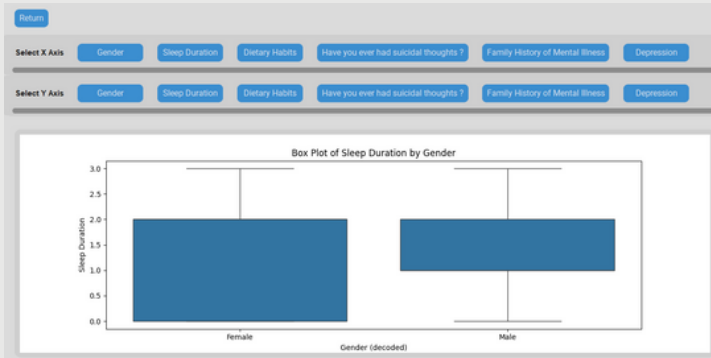 Return
Select X Axis Gender Sleep Duration Dietary Habits Have you ever had suicidal thoughts ? Family History of Mental Illness Depression
Select Y Axis Gender Sleep Duration Dietary Habits Have you ever had suicidal thoughts ? Family History of Mental Illness Depression
Box Plot of Sleep Duration by Gender
3.0
2.5
2.0
1.5
1.0
0.5
0.0
Sleep Duration
Female Male
Gender (decoded)